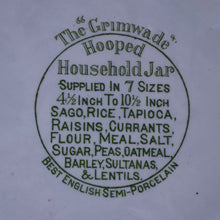 The "Grimwade"
Hooped
Household Jar
Supplied in 7 Sizes
4½ Inch To 10½ Inch
Sago, Rice, Tapioca,
Raisins, Currants,
Flour, Meal, Salt,
Sugar, Peas, Oatmeal,
Barley, Sultanas,
& Lentils.
Best English Semi-Porcelain